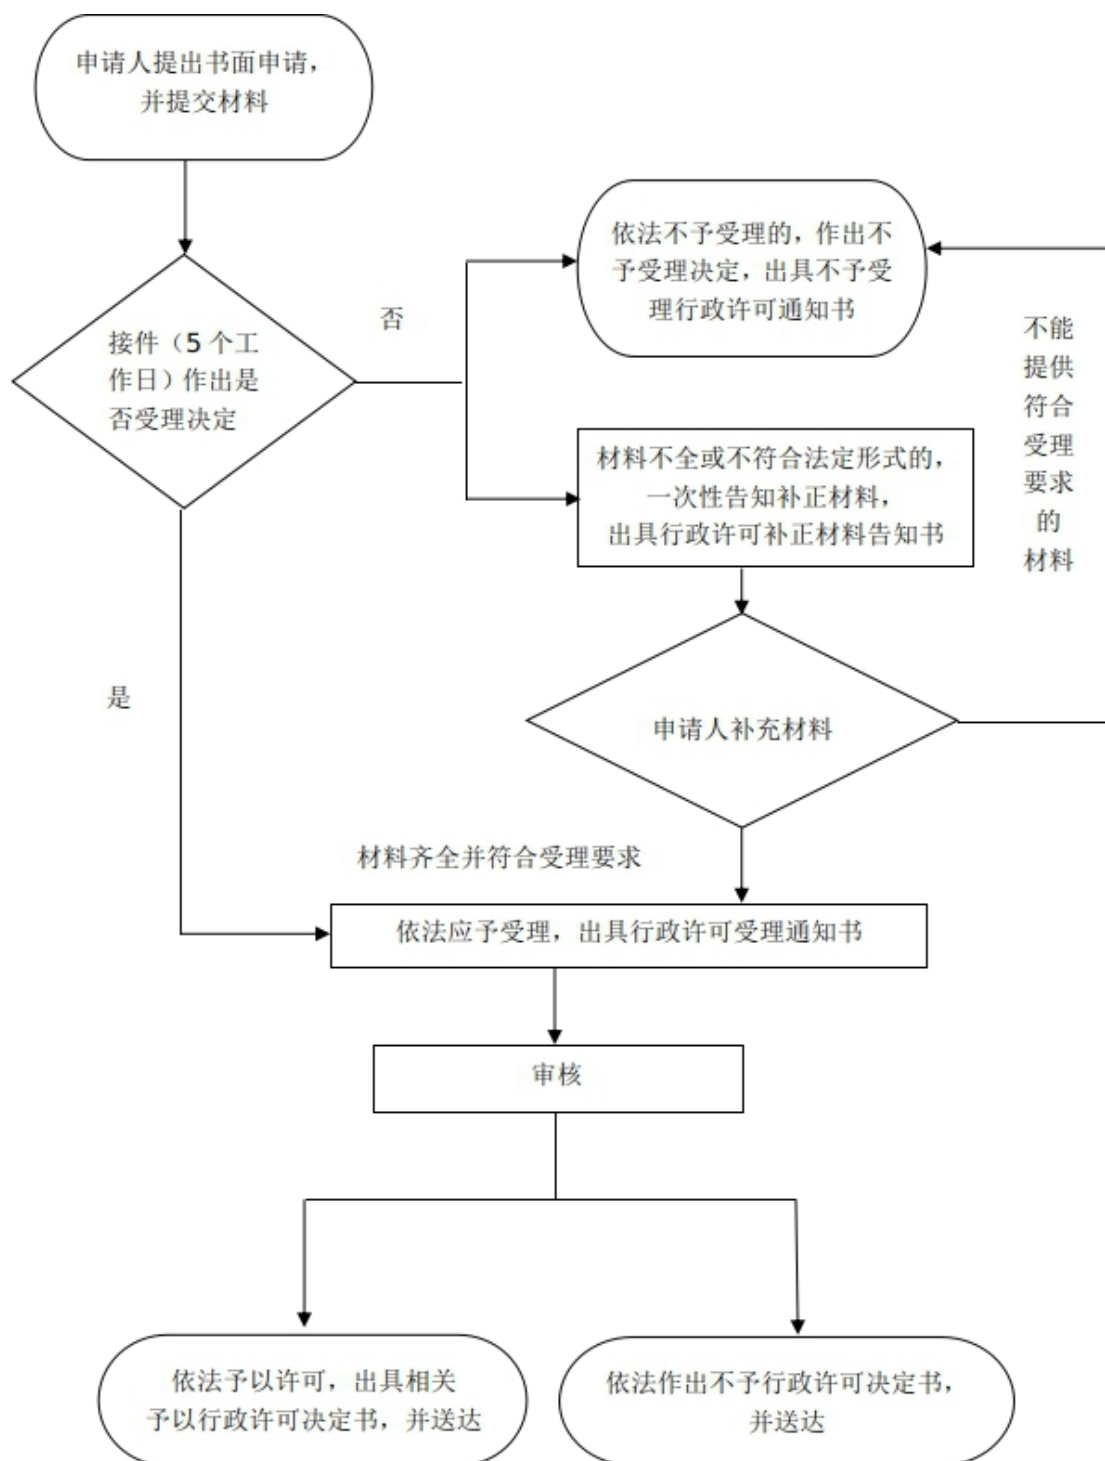 申请人提出书面申请，
并提交材料
依法不予受理的，作出不
予受理决定，出具不予受
理行政许可通知书
否
接件（5个工
作日）作出是
否受理决定
不能
提供
符合
受理
要求
的
材料
材料不全或不符合法定形式的，
一次性告知补正材料，
出具行政许可补正材料告知书
是
申请人补充材料
材料齐全并符合受理要求
依法应予受理，出具行政许可受理通知书
审核
依法予以许可，出具相关
予以行政许可决定书，并送达
依法作出不予行政许可决定书，
并送达